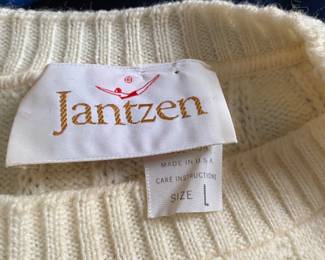 Jantzen
MADE IN U.S.A.
CARE INSTRUCTIONS
SIZE L